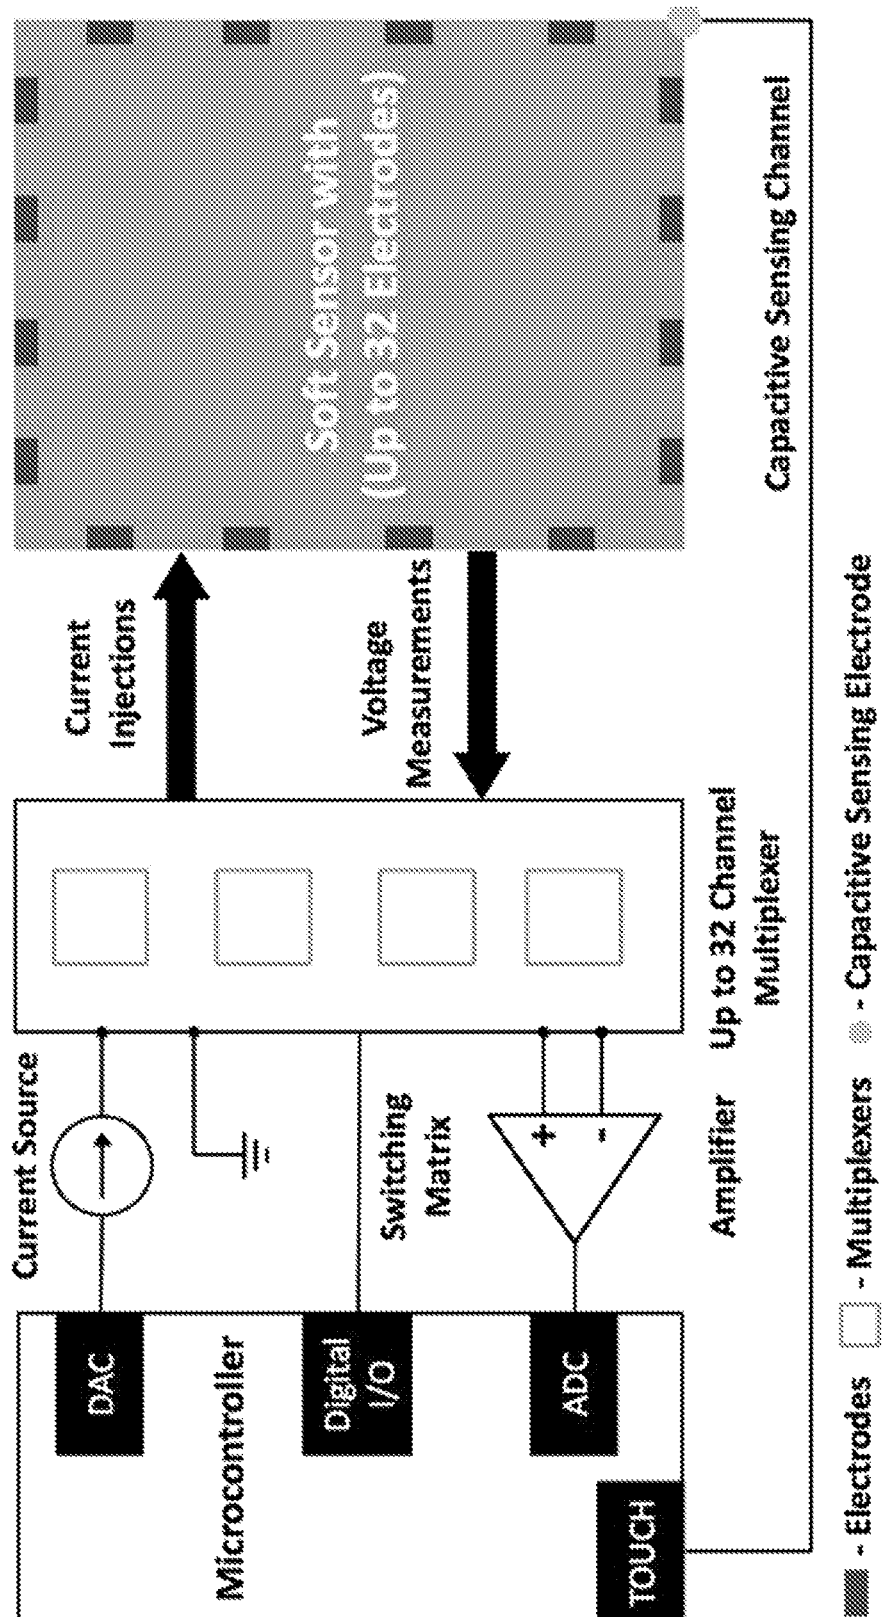 Current Source
Current
Injections
DAC
Microcontroller
Digital
I/O
Switching
Matrix
Voltage
Measurements
Soft Sensor with
(Up to 32 Electrodes)
ADC
+
-
TOUCH
Amplifier
Up to 32 Channel
Multiplexer
Capacitive Sensing Channel
- Electrodes
- Multiplexers
- Capacitive Sensing Electrode